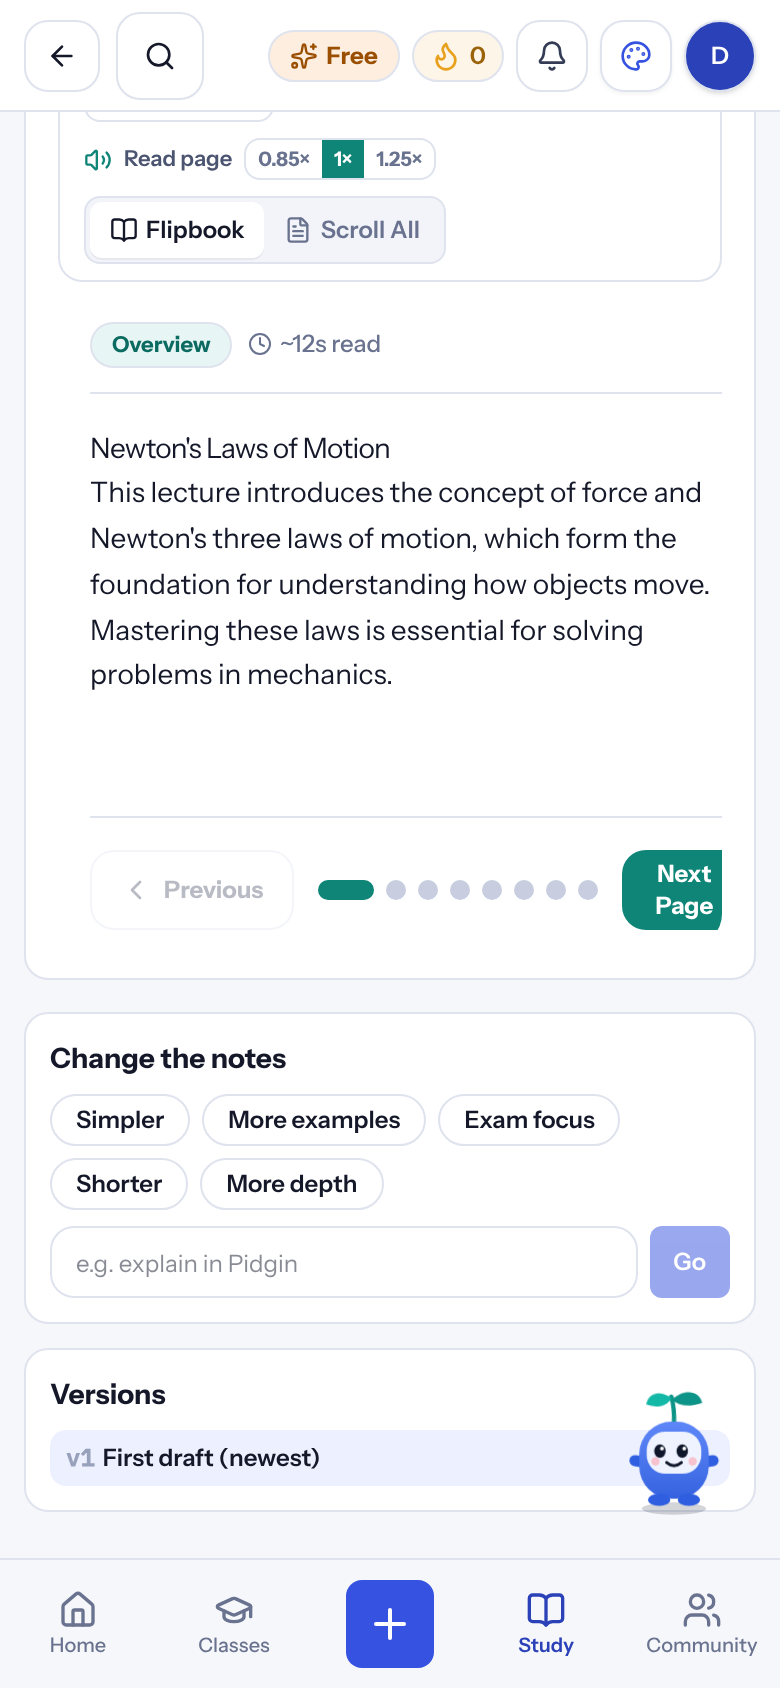 Free
0
D
Read page
0.85×
1×
1.25×
Flipbook
Scroll All
Overview
~12s read
Newton's Laws of Motion
This lecture introduces the concept of force and
Newton's three laws of motion, which form the
foundation for understanding how objects move.
Mastering these laws is essential for solving
problems in mechanics.
Previous
Next
Page
Change the notes
Simpler
More examples
Exam focus
Shorter
More depth
e.g. explain in Pidgin
Go
Versions
v1 First draft (newest)
Home
Classes
Study
Community